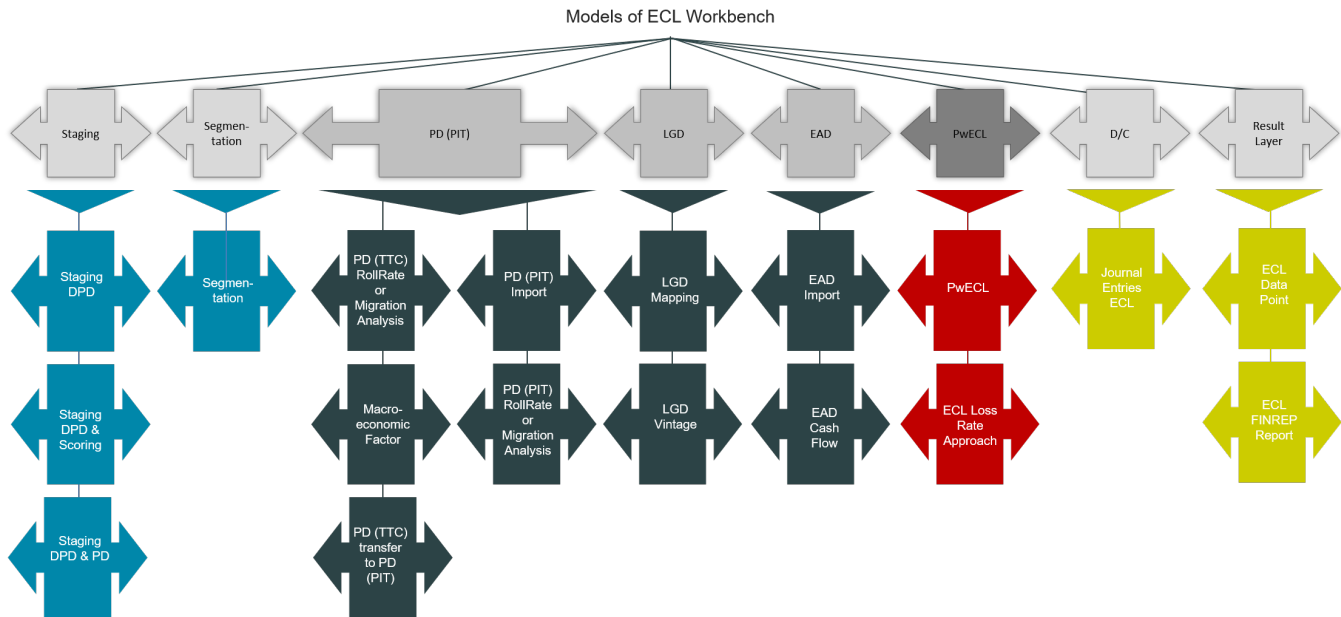 Models of ECL Workbench
Staging
Segmen-
tation
PD (PIT)
LGD
EAD
PwECL
D/C
Result
Layer
Staging
DPD
Segmen-
tation
PD (TTC)
RollRate
or
Migration
Analysis
PD (PIT)
Import
LGD
Mapping
EAD
Import
PwECL
Journal
Entries
ECL
ECL
Data
Point
Staging
DPD &
Scoring
Macro-
economic
Factor
PD (PIT)
RollRate
or
Migration
Analysis
LGD
Vintage
EAD
Cash
Flow
ECL Loss
Rate
Approach
ECL
FINREP
Report
Staging
DPD & PD
PD (TTC)
transfer
to PD
(PIT)